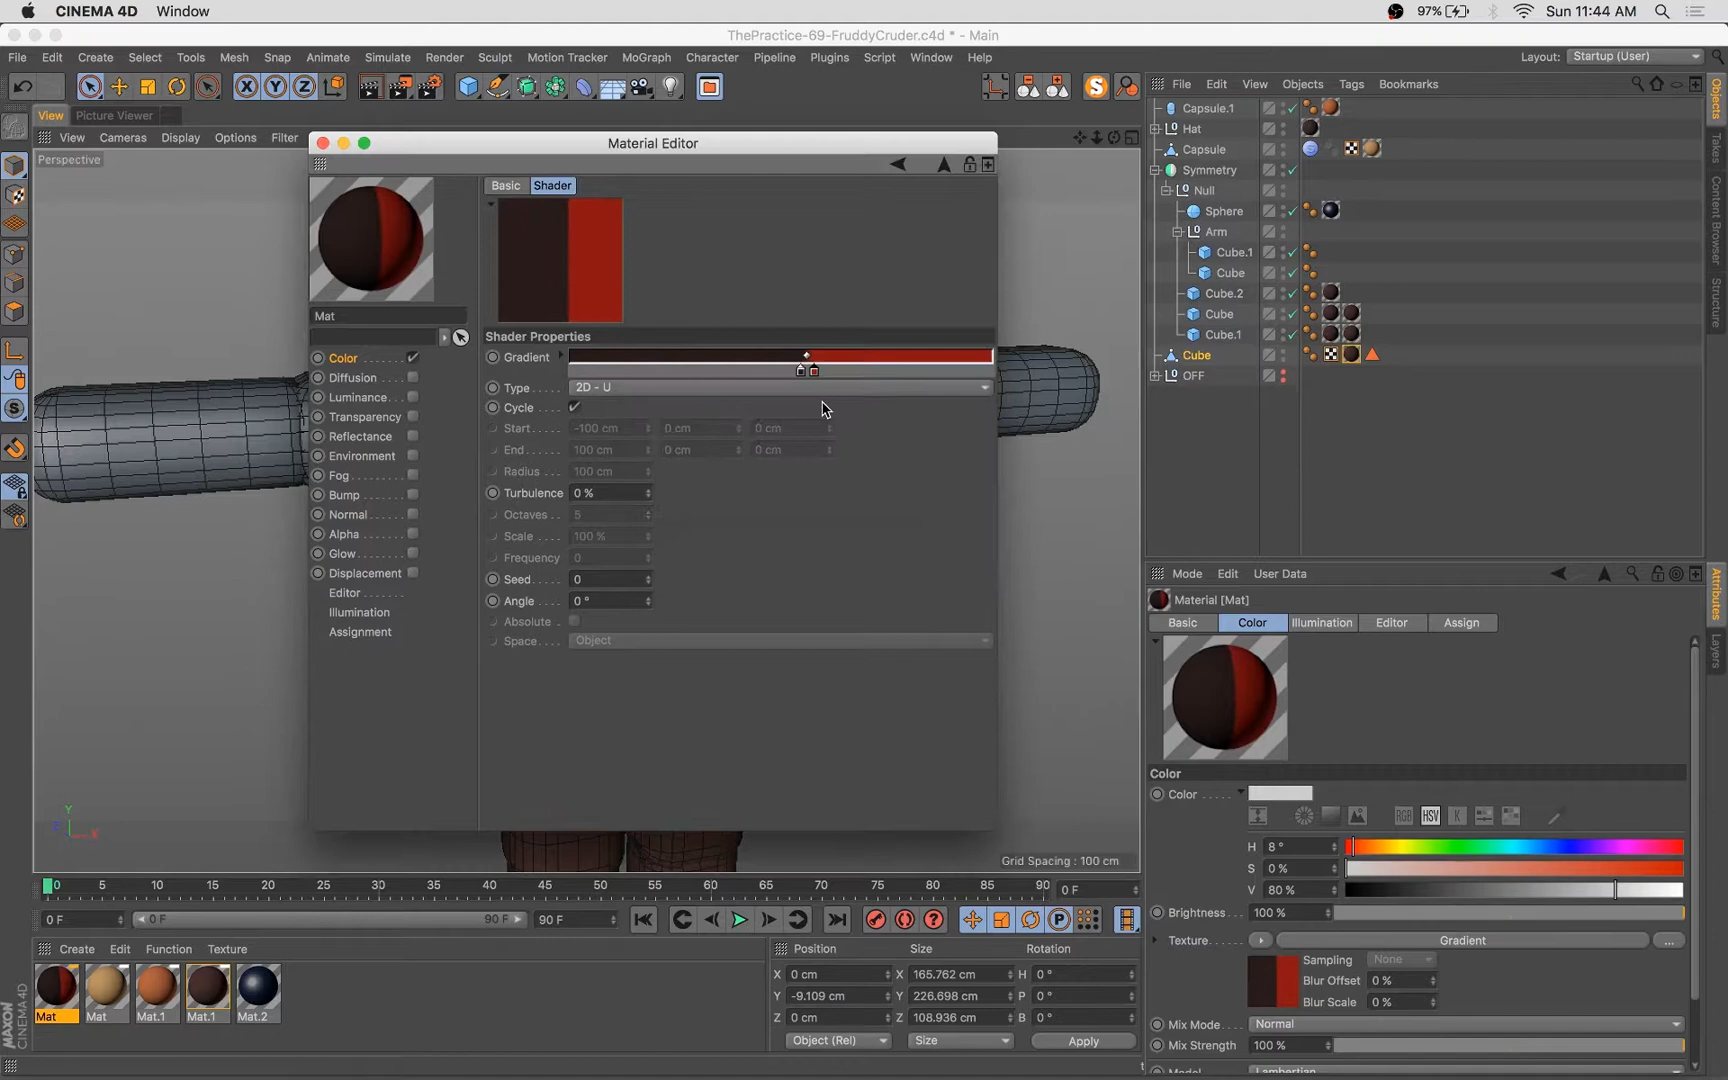 CINEMA 4D Window 97% Sun 11:44 AM
ThePractice-69-FruddyCruder.c4d * - Main
File Edit Create Select Tools Mesh Snap Animate Simulate Render Sculpt Motion Tracker MoGraph Character Pipeline Plugins Script Window Help Layout: Startup (User)
X Y Z
View Picture Viewer
View Cameras Display Options Filter
Perspective
File Edit View Objects Tags Bookmarks
Capsule.1
Hat
Capsule
Symmetry
Null
Sphere
Arm
Cube.1
Cube
Cube.2
Cube
Cube.1
Cube
OFF
Objects
Takes
Content Browser
Structure
Material Editor
Basic Shader
Mat
Color
Diffusion
Luminance
Transparency
Reflectance
Environment
Fog
Bump
Normal
Alpha
Glow
Displacement
Editor
Illumination
Assignment
Shader Properties
Gradient
Type 2D - U
Cycle
Start -100 cm 0 cm 0 cm
End 100 cm 0 cm 0 cm
Radius 100 cm
Turbulence 0 %
Octaves 5
Scale 100 %
Frequency 0
Seed 0
Angle 0 °
Absolute
Space Object
Y
X
Grid Spacing : 100 cm
Mode Edit User Data
Material [Mat]
Basic Color Illumination Editor Assign
Color
Color
RGB HSV K
H 8 °
S 0 %
V 80 %
Brightness 100 %
Texture Gradient ...
Sampling None
Blur Offset 0 %
Blur Scale 0 %
Mix Mode Normal
Mix Strength 100 %
Model Lambertian
Attributes
Layers
0 5 10 15 20 25 30 35 40 45 50 55 60 65 70 75 80 85 90 0 F
0 F 0 F 90 F 90 F
Create Edit Function Texture
Mat Mat Mat.1 Mat.1 Mat.2
Position Size Rotation
X 0 cm X 165.762 cm H 0 °
Y -9.109 cm Y 226.698 cm P 0 °
Z 0 cm Z 108.936 cm B 0 °
Object (Rel) Size Apply
MAXON
CINEMA 4D